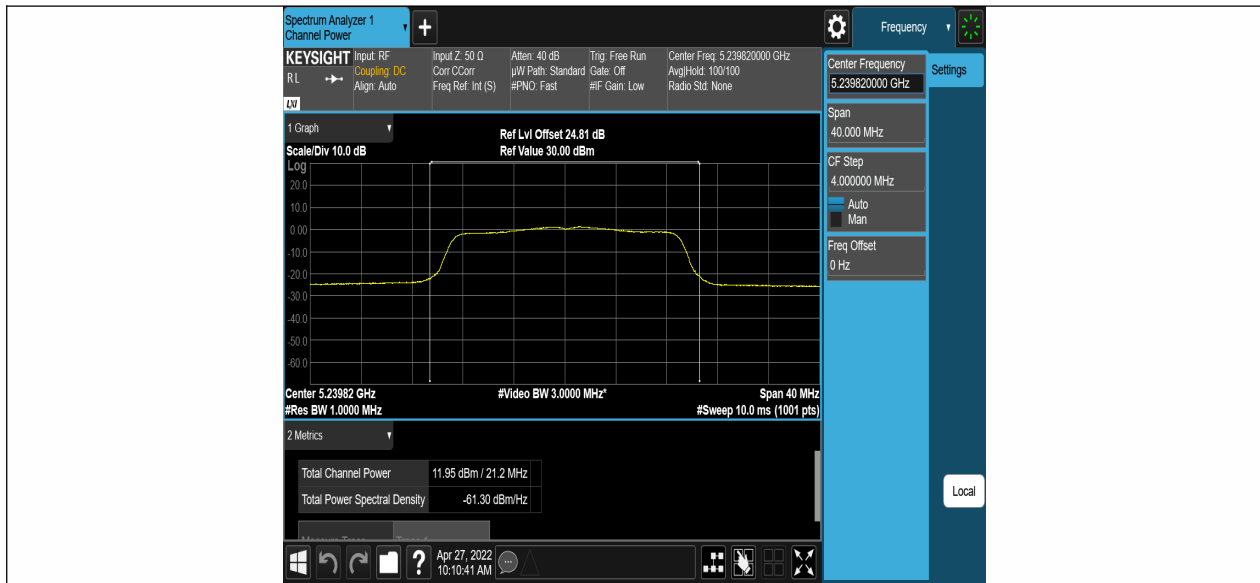 Spectrum Analyzer 1
Channel Power
+
Frequency
KEYSIGHT
RL
LXI
Input: RF
Coupling: DC
Align: Auto
Input Z: 50 Ω
Corr CCorr
Freq Ref: Int (S)
Atten: 40 dB
µW Path: Standard
#PNO: Fast
Trig: Free Run
Gate: Off
#IF Gain: Low
Center Freq: 5.239820000 GHz
Avg|Hold: 100/100
Radio Std: None
Center Frequency
5.239820000 GHz
Settings
Span
40.000 MHz
CF Step
4.000000 MHz
Auto
Man
Freq Offset
0 Hz
1 Graph
Scale/Div 10.0 dB
Ref Lvl Offset 24.81 dB
Ref Value 30.00 dBm
Log
20.0
10.0
0.00
-10.0
-20.0
-30.0
-40.0
-50.0
-60.0
Center 5.23982 GHz
#Video BW 3.0000 MHz*
Span 40 MHz
#Res BW 1.0000 MHz
#Sweep 10.0 ms (1001 pts)
2 Metrics
Total Channel Power 11.95 dBm / 21.2 MHz
Total Power Spectral Density -61.30 dBm/Hz
Local
?
Apr 27, 2022
10:10:41 AM